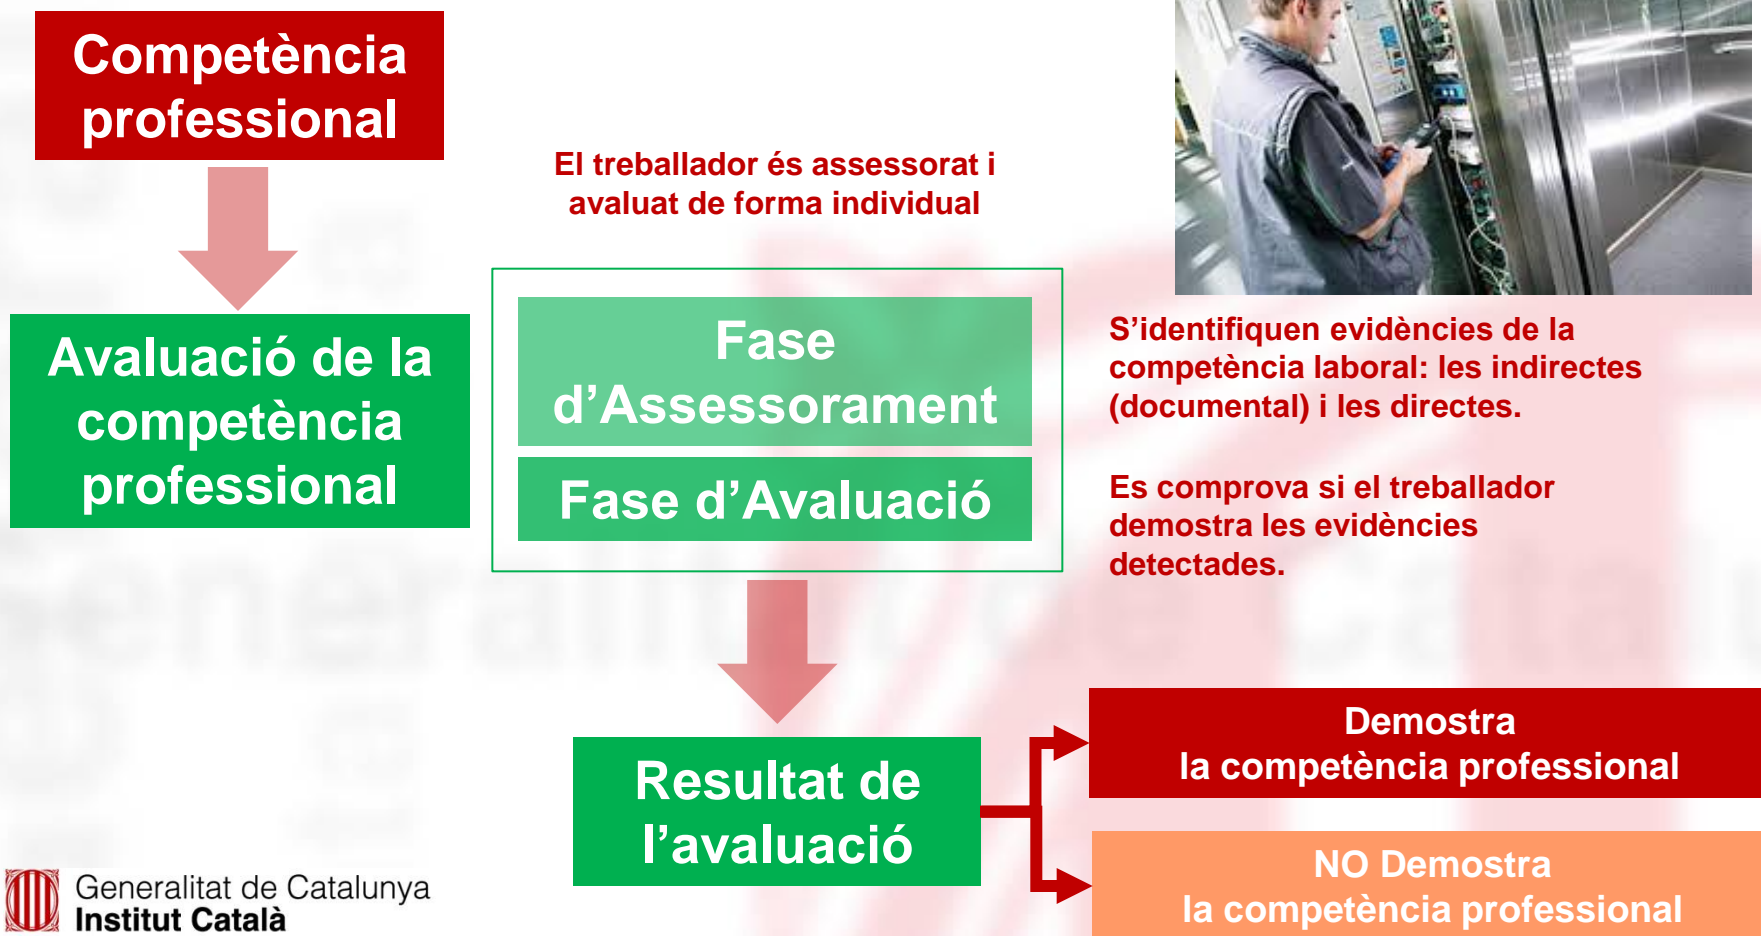 Competència
professional
El treballador és assessorat i
avaluat de forma individual
Avaluació de la
competència
professional
Fase
d’Assessorament
Fase d’Avaluació
S’identifiquen evidències de la
competència laboral: les indirectes
(documental) i les directes.
Es comprova si el treballador
demostra les evidències
detectades.
Resultat de
l’avaluació
Demostra
la competència professional
NO Demostra
la competència professional
Generalitat de Catalunya
Institut Català